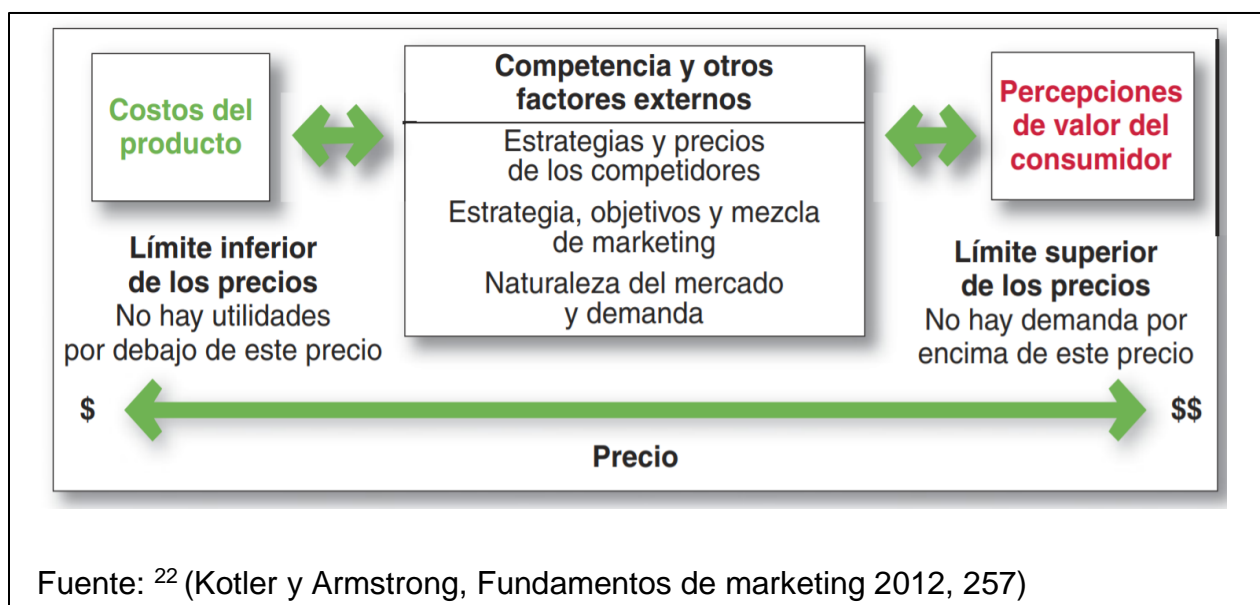 Costos del
producto
Límite inferior
de los precios
No hay utilidades
por debajo de este precio
Competencia y otros
factores externos
Estrategias y precios
de los competidores
Estrategia, objetivos y mezcla
de marketing
Naturaleza del mercado
y demanda
Percepciones
de valor del
consumidor
Límite superior
de los precios
No hay demanda por
encima de este precio
$
$$
Precio
Fuente: 22 (Kotler y Armstrong, Fundamentos de marketing 2012, 257)